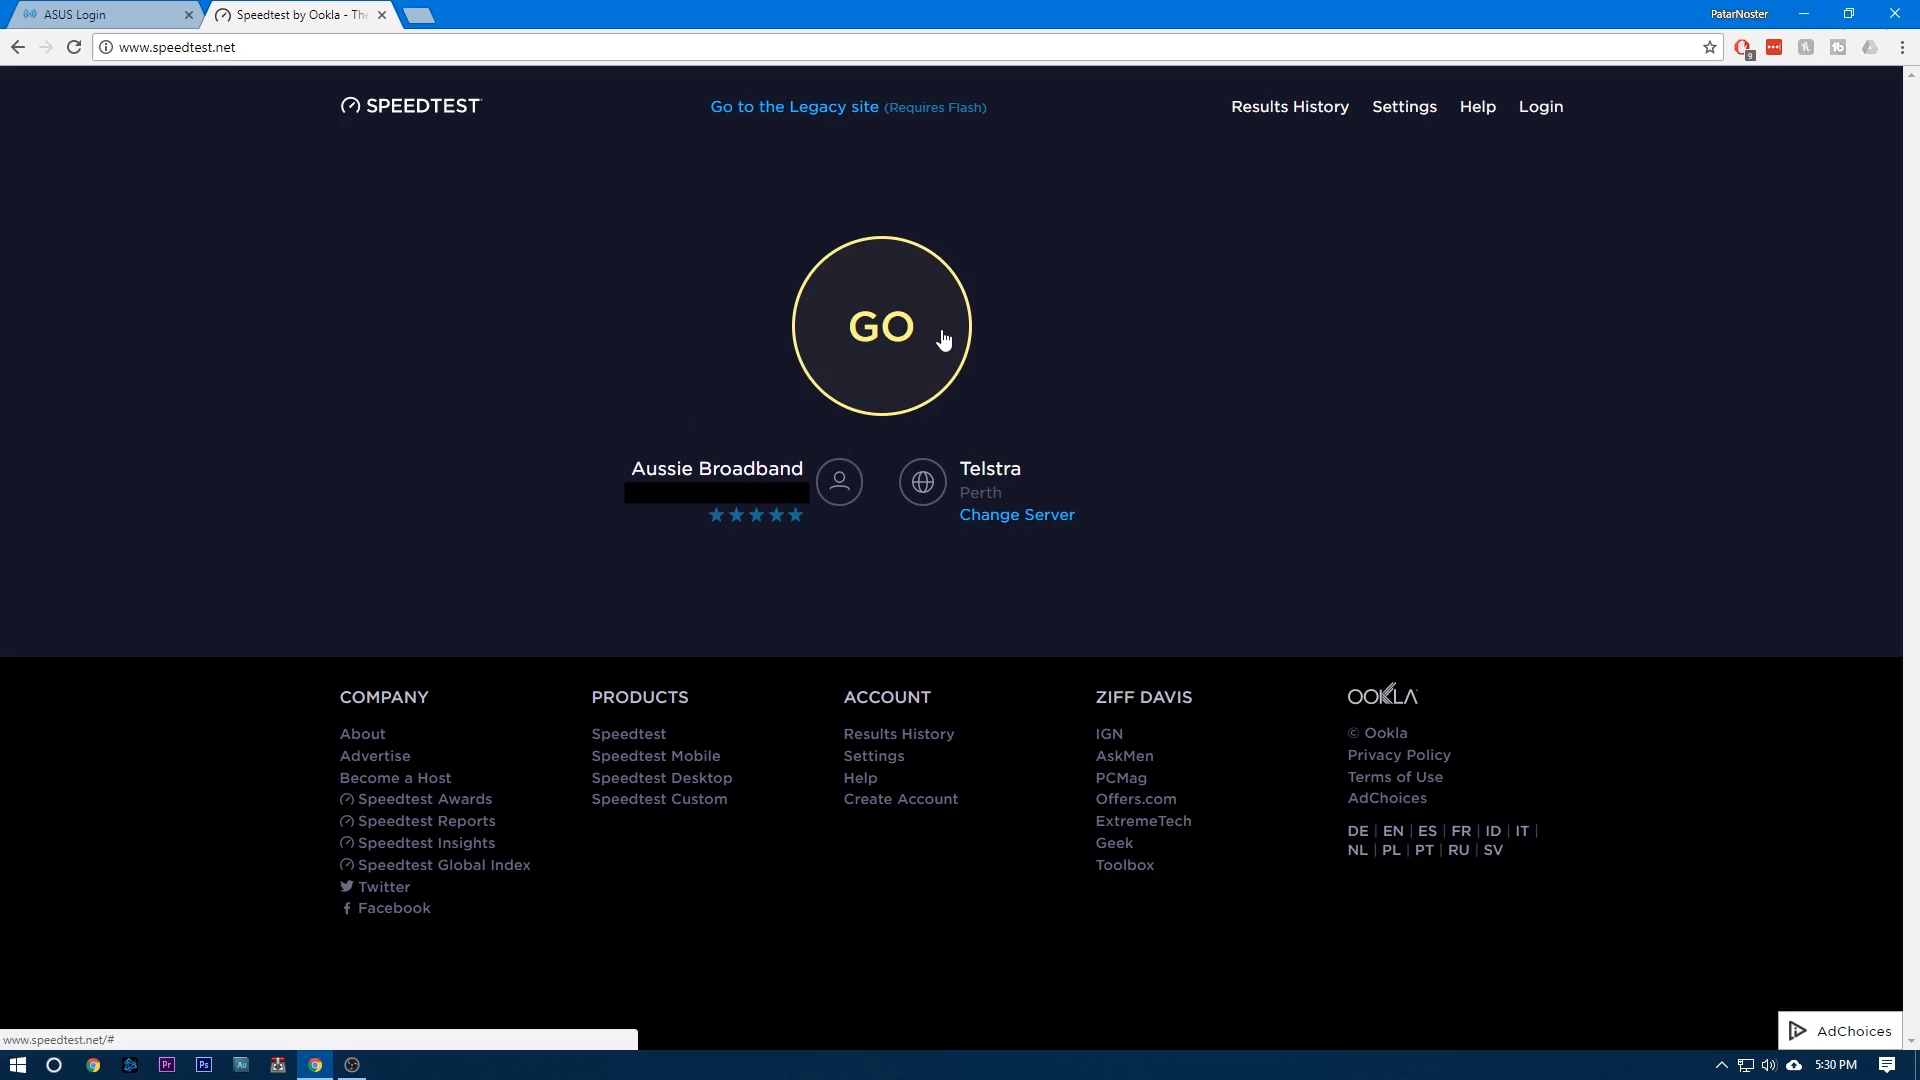 ASUS Login
Speedtest by Ookla - The
PatarNoster
www.speedtest.net
9
SPEEDTEST
Go to the Legacy site (Requires Flash)
Results History
Settings
Help
Login
GO
Aussie Broadband
Telstra
Perth
Change Server
COMPANY
About
Advertise
Become a Host
Speedtest Awards
Speedtest Reports
Speedtest Insights
Speedtest Global Index
Twitter
Facebook
PRODUCTS
Speedtest
Speedtest Mobile
Speedtest Desktop
Speedtest Custom
ACCOUNT
Results History
Settings
Help
Create Account
ZIFF DAVIS
IGN
AskMen
PCMag
Offers.com
ExtremeTech
Geek
Toolbox
OOKLA
© Ookla
Privacy Policy
Terms of Use
AdChoices
DE | EN | ES | FR | ID | IT |
NL | PL | PT | RU | SV
AdChoices
www.speedtest.net/#
Pr
Ps
Au
5:30 PM